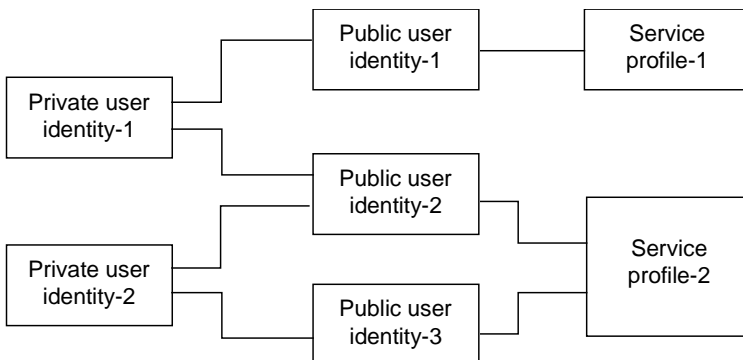 Public user
identity-1
Service
profile-1
Private user
identity-1
Public user
identity-2
Service
profile-2
Private user
identity-2
Public user
identity-3